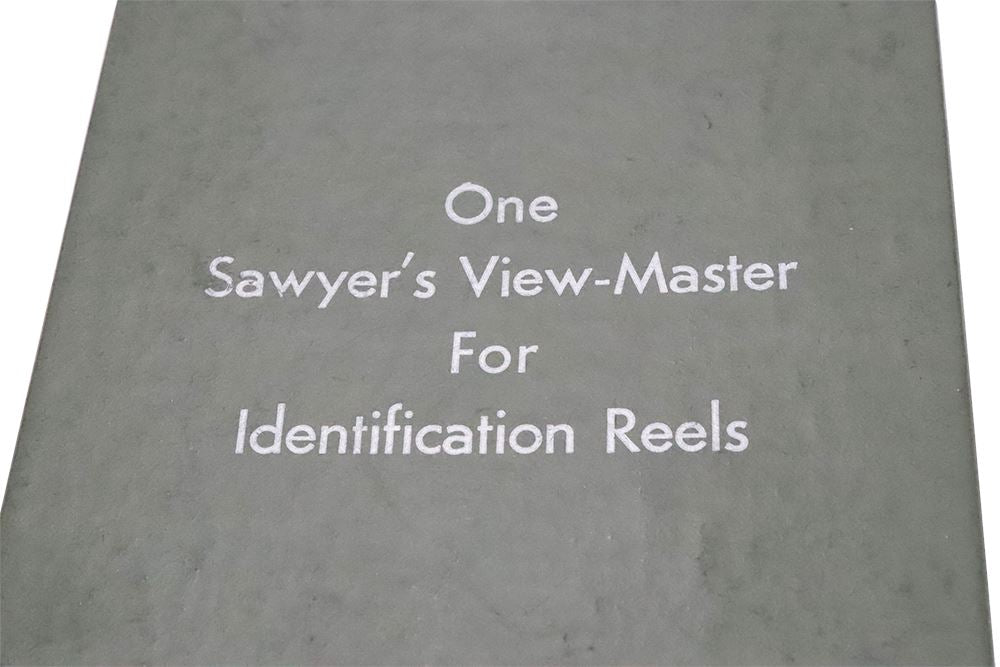 One
Sawyer's View-Master
For
Identification Reels